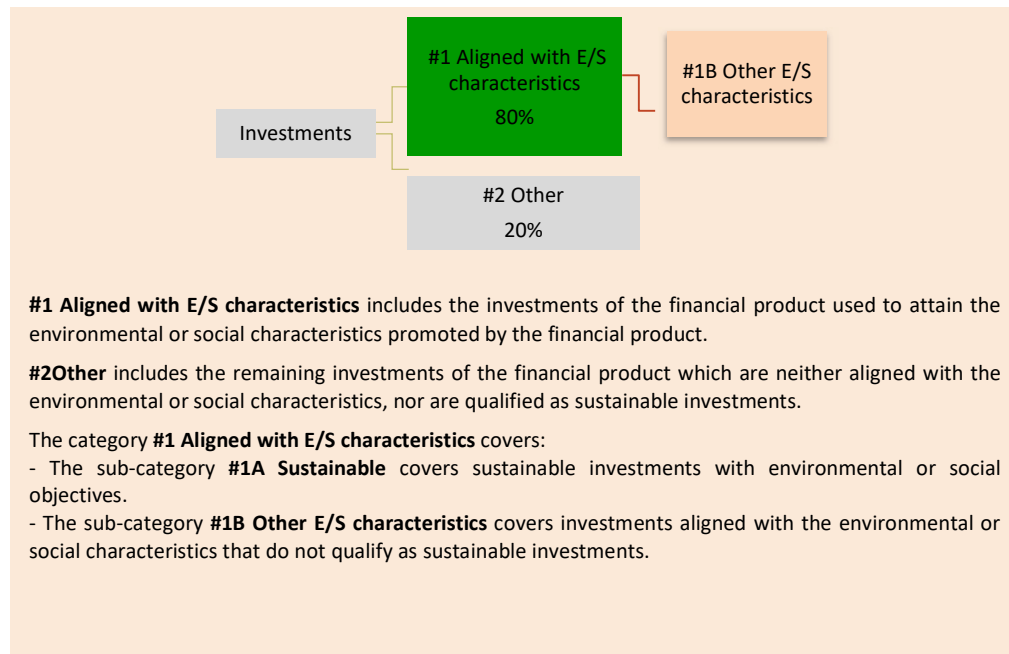 #1 Aligned with E/S
characteristics
80%
#1B Other E/S
characteristics
Investments
#2 Other
20%
#1 Aligned with E/S characteristics includes the investments of the financial product used to attain the
environmental or social characteristics promoted by the financial product.
#2Other includes the remaining investments of the financial product which are neither aligned with the
environmental or social characteristics, nor are qualified as sustainable investments.
The category #1 Aligned with E/S characteristics covers:
- The sub-category #1A Sustainable covers sustainable investments with environmental or social
objectives.
- The sub-category #1B Other E/S characteristics covers investments aligned with the environmental or
social characteristics that do not qualify as sustainable investments.